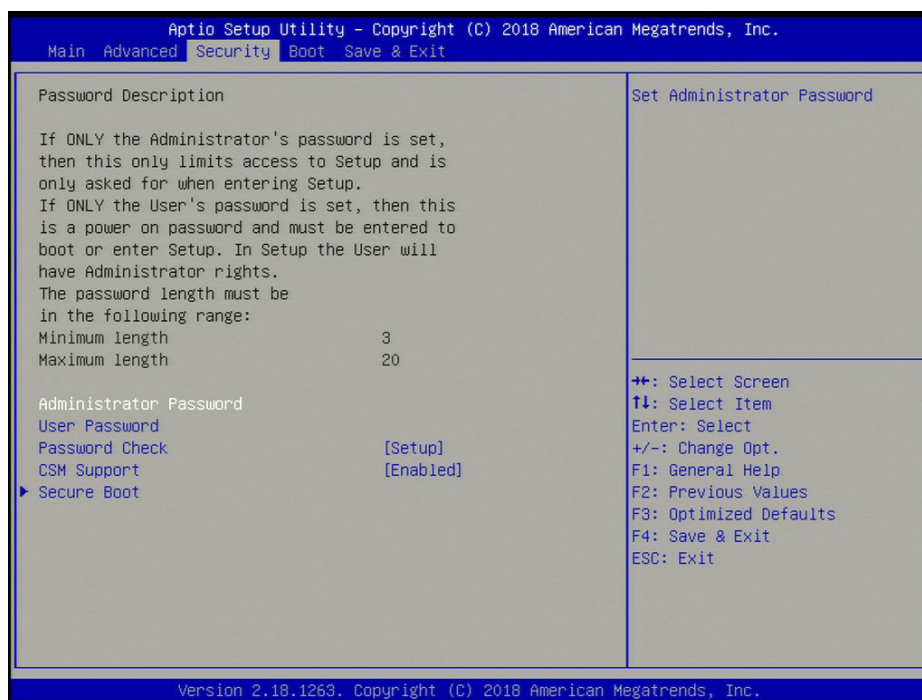 Aptio Setup Utility – Copyright (C) 2018 American Megatrends, Inc.
Main Advanced Security Boot Save & Exit
Password Description
If ONLY the Administrator's password is set,
then this only limits access to Setup and is
only asked for when entering Setup.
If ONLY the User's password is set, then this
is a power on password and must be entered to
boot or enter Setup. In Setup the User will
have Administrator rights.
The password length must be
in the following range:
Minimum length 3
Maximum length 20
Administrator Password
User Password
Password Check [Setup]
CSM Support [Enabled]
Secure Boot
Set Administrator Password
→←: Select Screen
↑↓: Select Item
Enter: Select
+/-: Change Opt.
F1: General Help
F2: Previous Values
F3: Optimized Defaults
F4: Save & Exit
ESC: Exit
Version 2.18.1263. Copyright (C) 2018 American Megatrends, Inc.